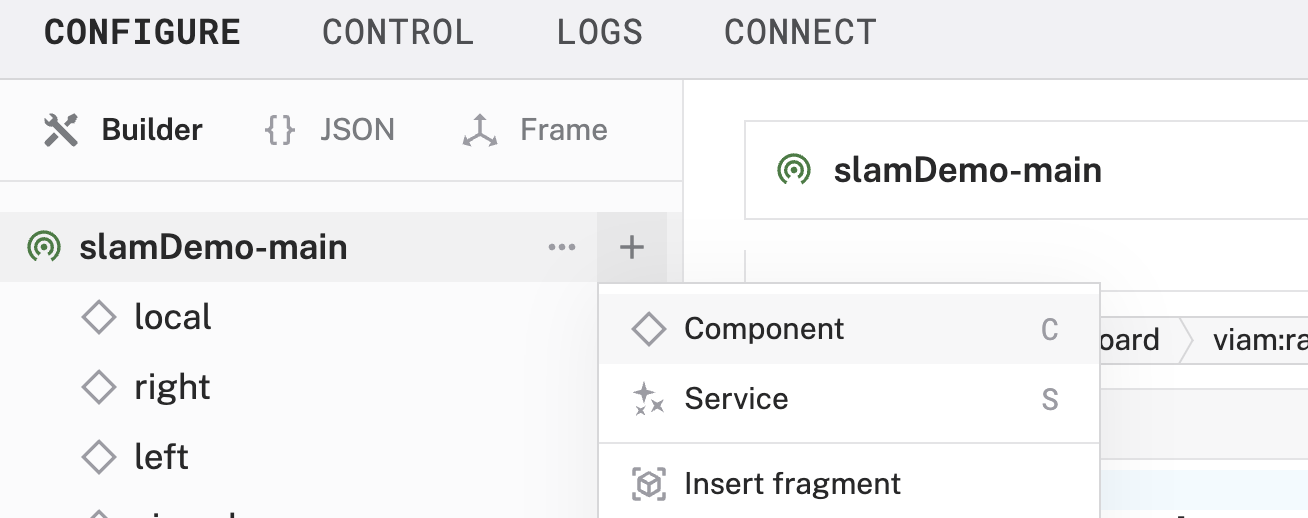 CONFIGURE CONTROL LOGS CONNECT
Builder {} JSON Frame
slamDemo-main
slamDemo-main ... +
local
right
left
Component C
Service S
Insert fragment
oard viam:ra